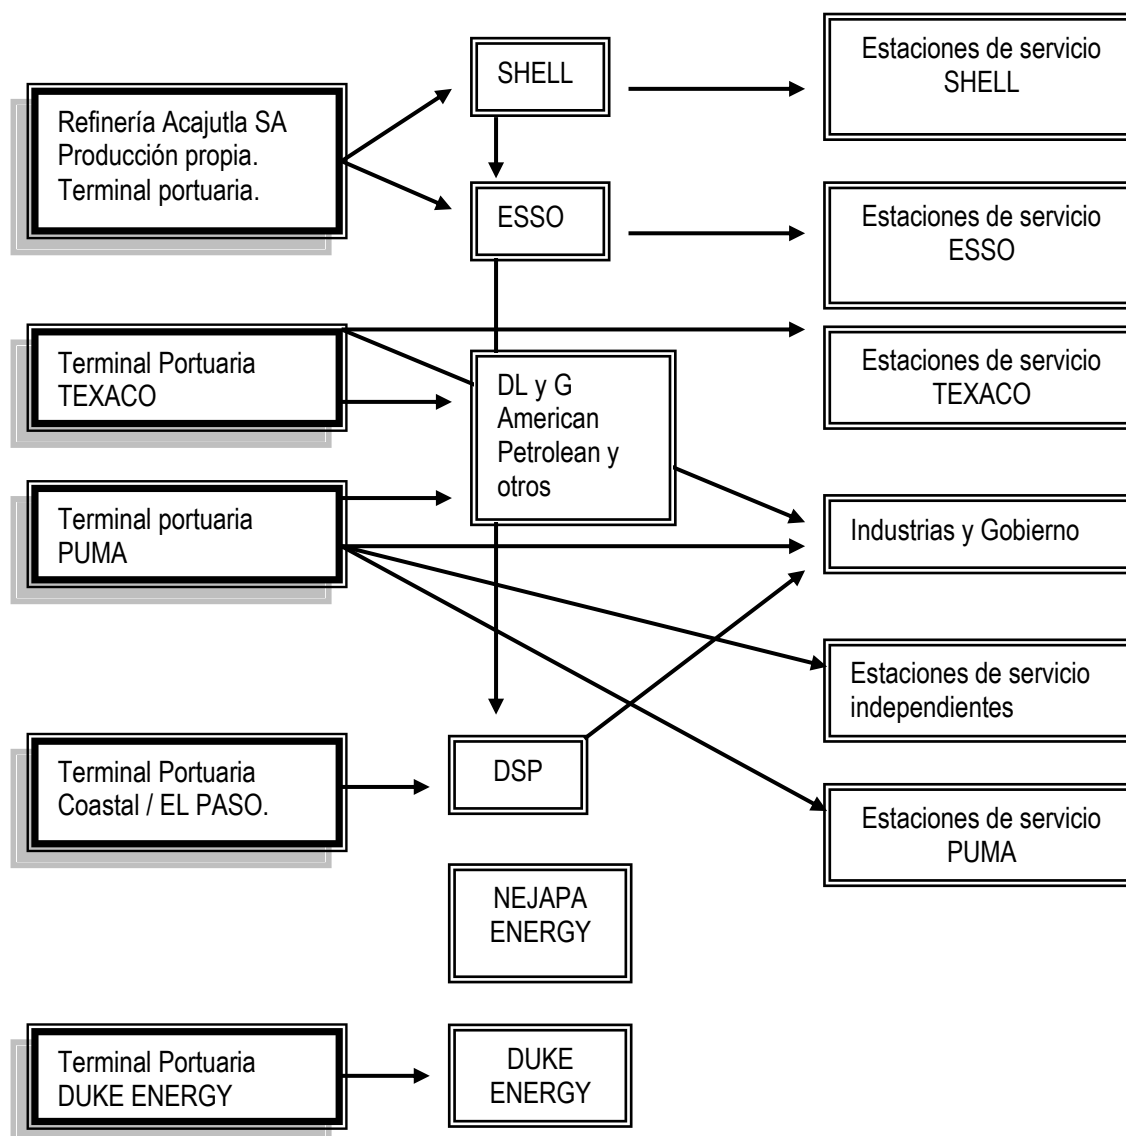 SHELL
Estaciones de servicio
SHELL
Refinería Acajutla SA
Producción propia.
Terminal portuaria.
ESSO
Estaciones de servicio
ESSO
Terminal Portuaria
TEXACO
DL y G
American
Petrolean y
otros
Estaciones de servicio
TEXACO
Terminal portuaria
PUMA
Industrias y Gobierno
Estaciones de servicio
independientes
Terminal Portuaria
Coastal / EL PASO.
DSP
Estaciones de servicio
PUMA
NEJAPA
ENERGY
Terminal Portuaria
DUKE ENERGY
DUKE
ENERGY